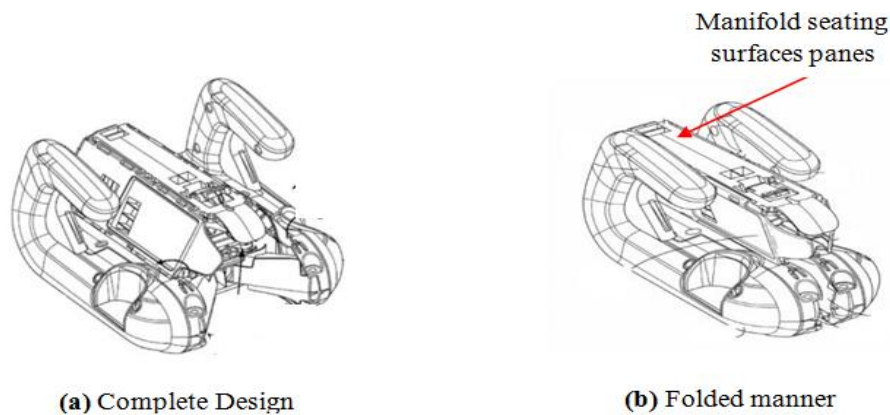 Manifold seating
surfaces panes
(a) Complete Design
(b) Folded manner